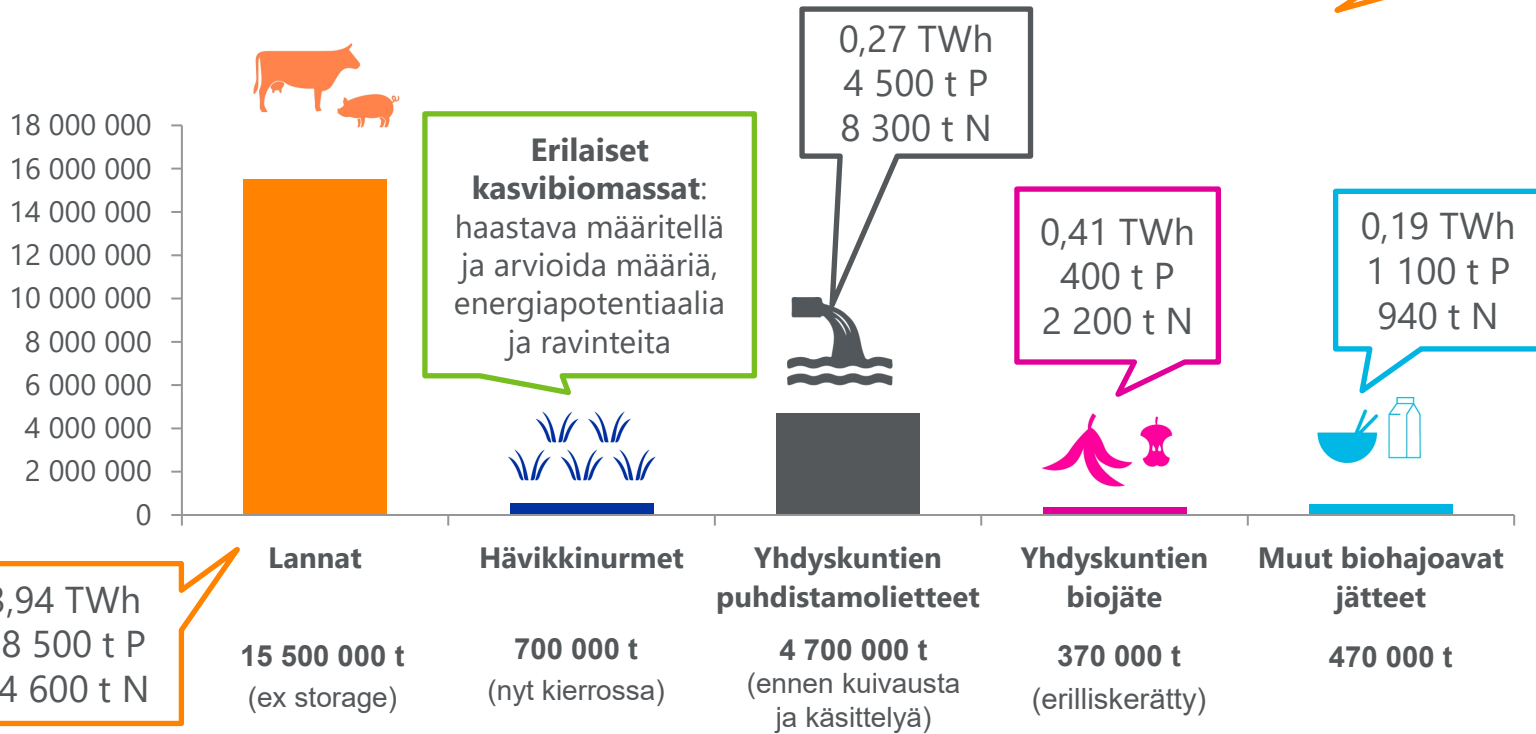 18 000 000
16 000 000
14 000 000
12 000 000
10 000 000
8 000 000
6 000 000
4 000 000
2 000 000
0
Erilaiset
kasvibiomassat:
haastava määritellä
ja arvioida määriä,
energiapotentiaalia
ja ravinteita
0,27 TWh
4 500 t P
8 300 t N
0,41 TWh
400 t P
2 200 t N
0,19 TWh
1 100 t P
940 t N
Lannat
15 500 000 t
(ex storage)
Hävikkinurmet
700 000 t
(nyt kierrossa)
Yhdyskuntien
puhdistamolietteet
4 700 000 t
(ennen kuivausta
ja käsittelyä)
Yhdyskuntien
biojäte
370 000 t
(erilliskerätty)
Muut biohajoavat
jätteet
470 000 t
,94 TWh
8 500 t P
4 600 t N